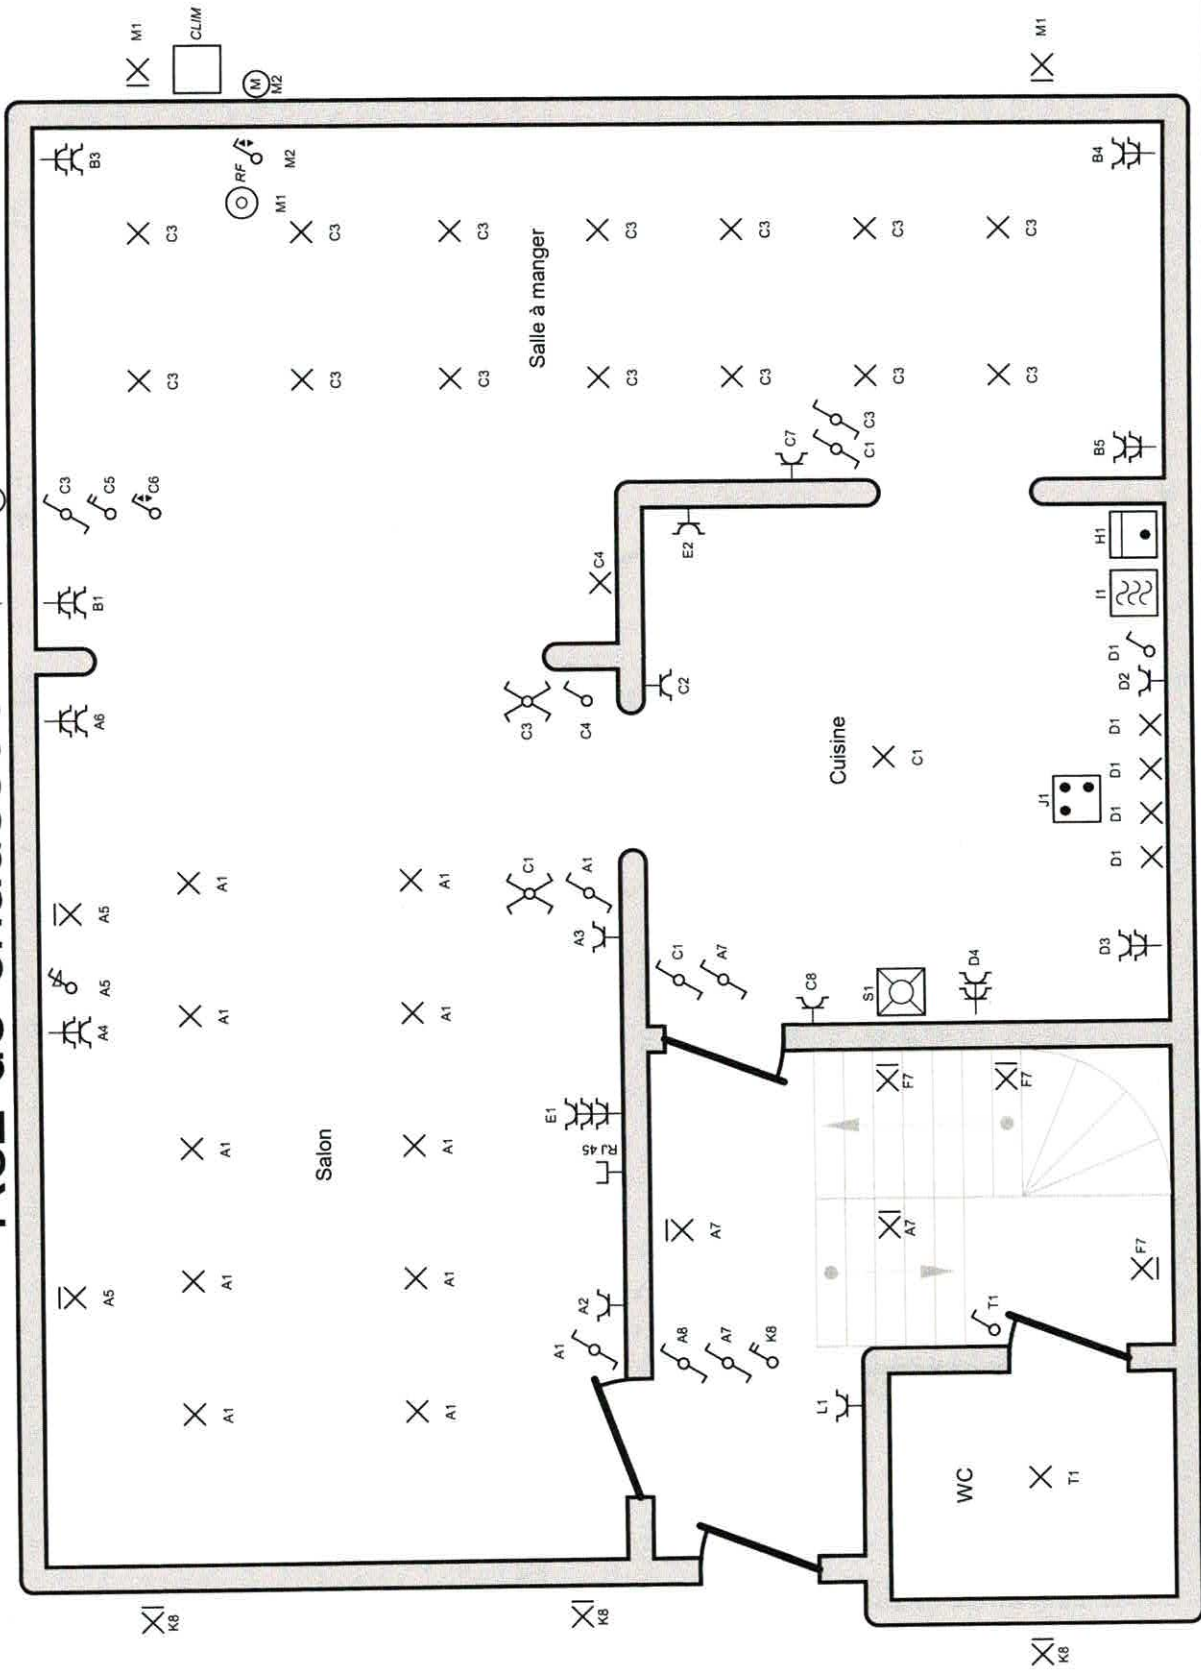 A5 A4 A5 A5 A6 B1 C3 B3
C5
C6
M1
K8 C3 C3
CLIM
A1 A1 A1 A1 A1
RF
M2
M1 M2
Salon
C3 C3
A1 A1 A1 A1 A1
C3 C3
Salle à manger
A1 A2 E1 A3 C1 C3
K8 A1 C4 C4
RJ 45
C3 C3
A8 C1 C2 E2
A7 A7 A7
K8
C3 C3
C7
L1 C8
Cuisine
S1 C1 C3
C3 C3
A7 F7
C1
WC D4
T1 F7
C3 C3
J1
M1
K8 T1
D3 D1 D1 D1 D1 D2 D1 I1 H1 B5 B4
F7